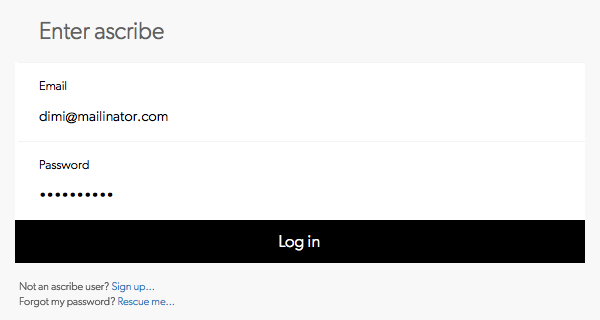 Enter ascribe
Email
dimi@mailinator.com
Password
••••••••••
Log in
Not an ascribe user? Sign up...
Forgot my password? Rescue me...